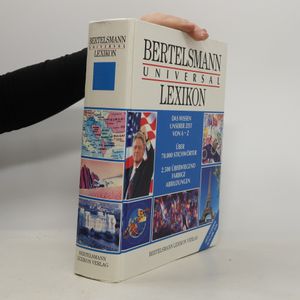 BERTELSMANN
UNIVERSAL
LEXIKON
BERTELSMANN
UNIVERSAL
LEXIKON
DAS WISSEN
UNSERER ZEIT
VON A – Z
ÜBER
70.000 STICHWÖRTER
2.500 ÜBERWIEGEND
FARBIGE
ABBILDUNGEN
BERTELSMANN
LEXIKON VERLAG
BERTELSMANN LEXIKON VERLAG